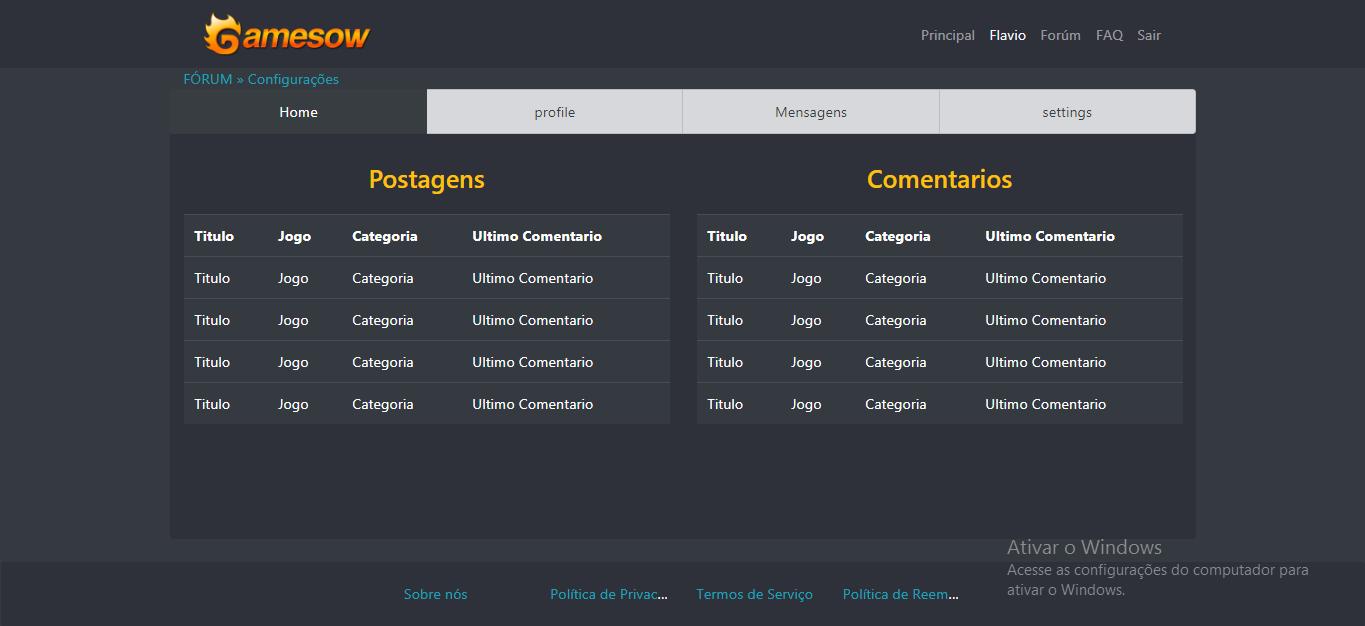 Gamesow
Principal Flavio Forúm FAQ Sair
FÓRUM » Configurações
Home profile Mensagens settings
Postagens Comentarios
Titulo Jogo Categoria Ultimo Comentario Titulo Jogo Categoria Ultimo Comentario
Titulo Jogo Categoria Ultimo Comentario Titulo Jogo Categoria Ultimo Comentario
Titulo Jogo Categoria Ultimo Comentario Titulo Jogo Categoria Ultimo Comentario
Titulo Jogo Categoria Ultimo Comentario Titulo Jogo Categoria Ultimo Comentario
Titulo Jogo Categoria Ultimo Comentario Titulo Jogo Categoria Ultimo Comentario
Ativar o Windows
Acesse as configurações do computador para
ativar o Windows.
Sobre nós Política de Privac... Termos de Serviço Política de Reem...